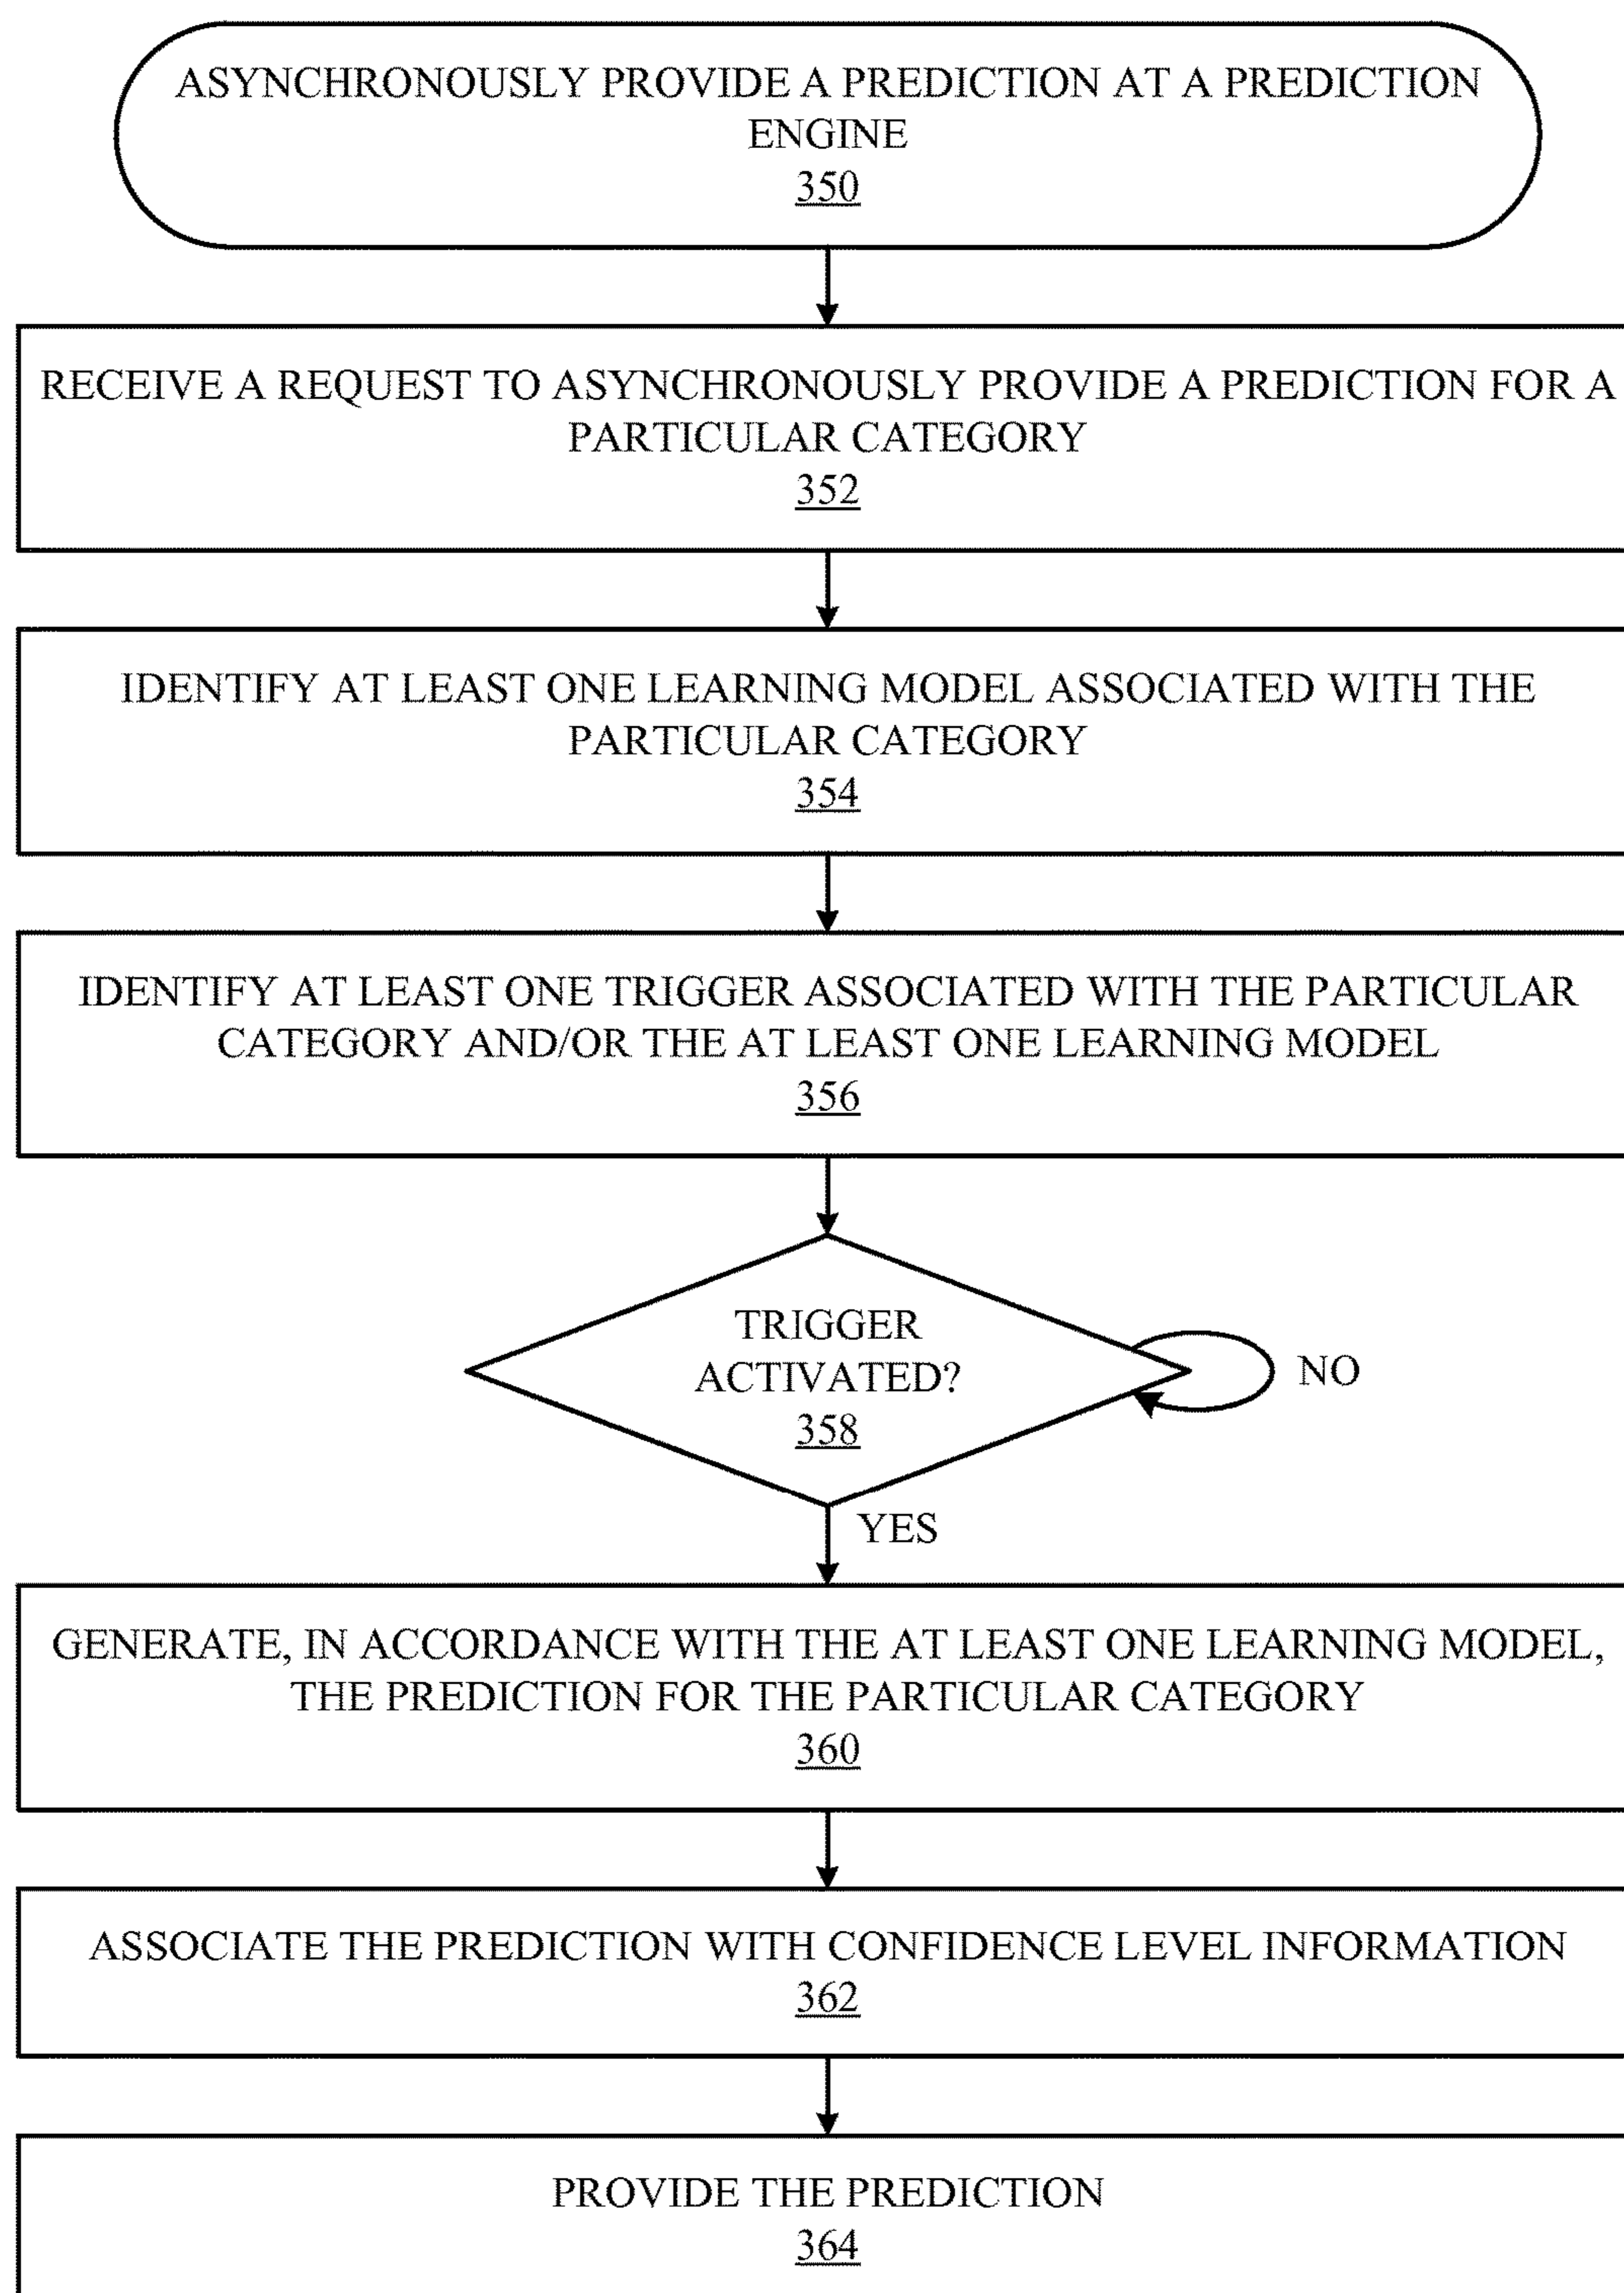 ASYNCHRONOUSLY PROVIDE A PREDICTION AT A PREDICTION
ENGINE
350
RECEIVE A REQUEST TO ASYNCHRONOUSLY PROVIDE A PREDICTION FOR A
PARTICULAR CATEGORY
352
IDENTIFY AT LEAST ONE LEARNING MODEL ASSOCIATED WITH THE
PARTICULAR CATEGORY
354
IDENTIFY AT LEAST ONE TRIGGER ASSOCIATED WITH THE PARTICULAR
CATEGORY AND/OR THE AT LEAST ONE LEARNING MODEL
356
TRIGGER
ACTIVATED?
358
NO
YES
GENERATE, IN ACCORDANCE WITH THE AT LEAST ONE LEARNING MODEL,
THE PREDICTION FOR THE PARTICULAR CATEGORY
360
ASSOCIATE THE PREDICTION WITH CONFIDENCE LEVEL INFORMATION
362
PROVIDE THE PREDICTION
364